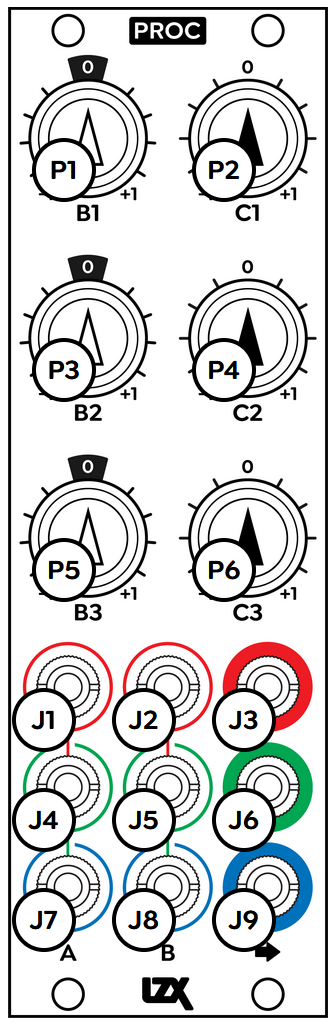 PROC
0 0
P1 P2
+1 +1
B1 C1
0 0
P3 P4
+1 +1
B2 C2
0 0
P5 P6
+1 +1
B3 C3
J1 J2 J3
J4 J5 J6
J7 J8 J9
A B
LZX